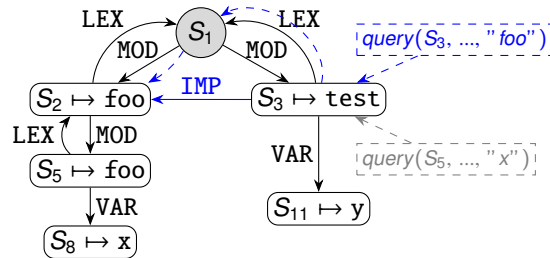 LEX S₁ LEX
MOD MOD query(S₃, ..., "foo")
S₂ ↦ foo IMP S₃ ↦ test
LEX MOD
VAR query(S₅, ..., "x")
S₅ ↦ foo
VAR
S₁₁ ↦ y
S₈ ↦ x